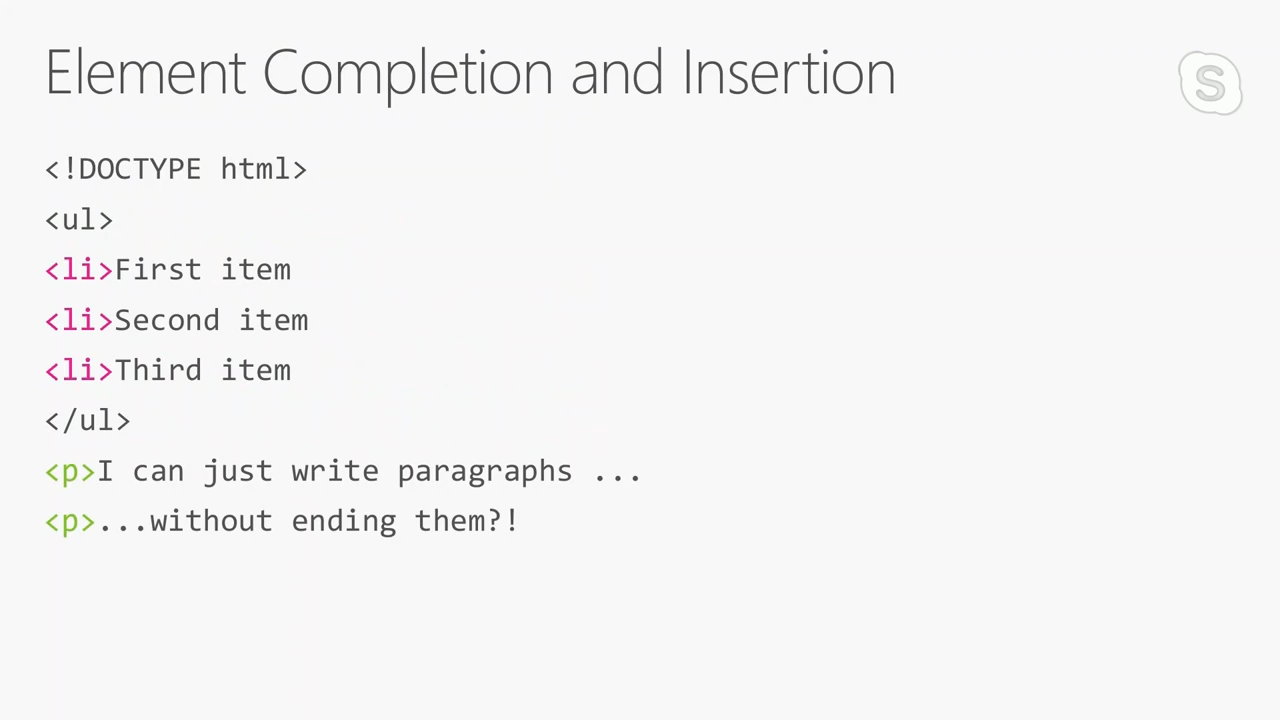 Element Completion and Insertion
S
<!DOCTYPE html>
<ul>
<li>First item
<li>Second item
<li>Third item
</ul>
<p>I can just write paragraphs ...
<p>...without ending them?!